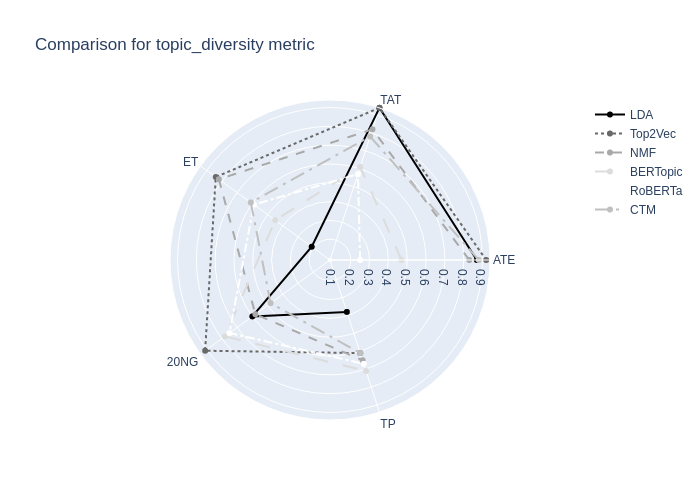 Comparison for topic_diversity metric
TAT
ET
ATE
20NG
TP
0.1
0.2
0.3
0.4
0.5
0.6
0.7
0.8
0.9
LDA
Top2Vec
NMF
BERTopic
RoBERTa
CTM